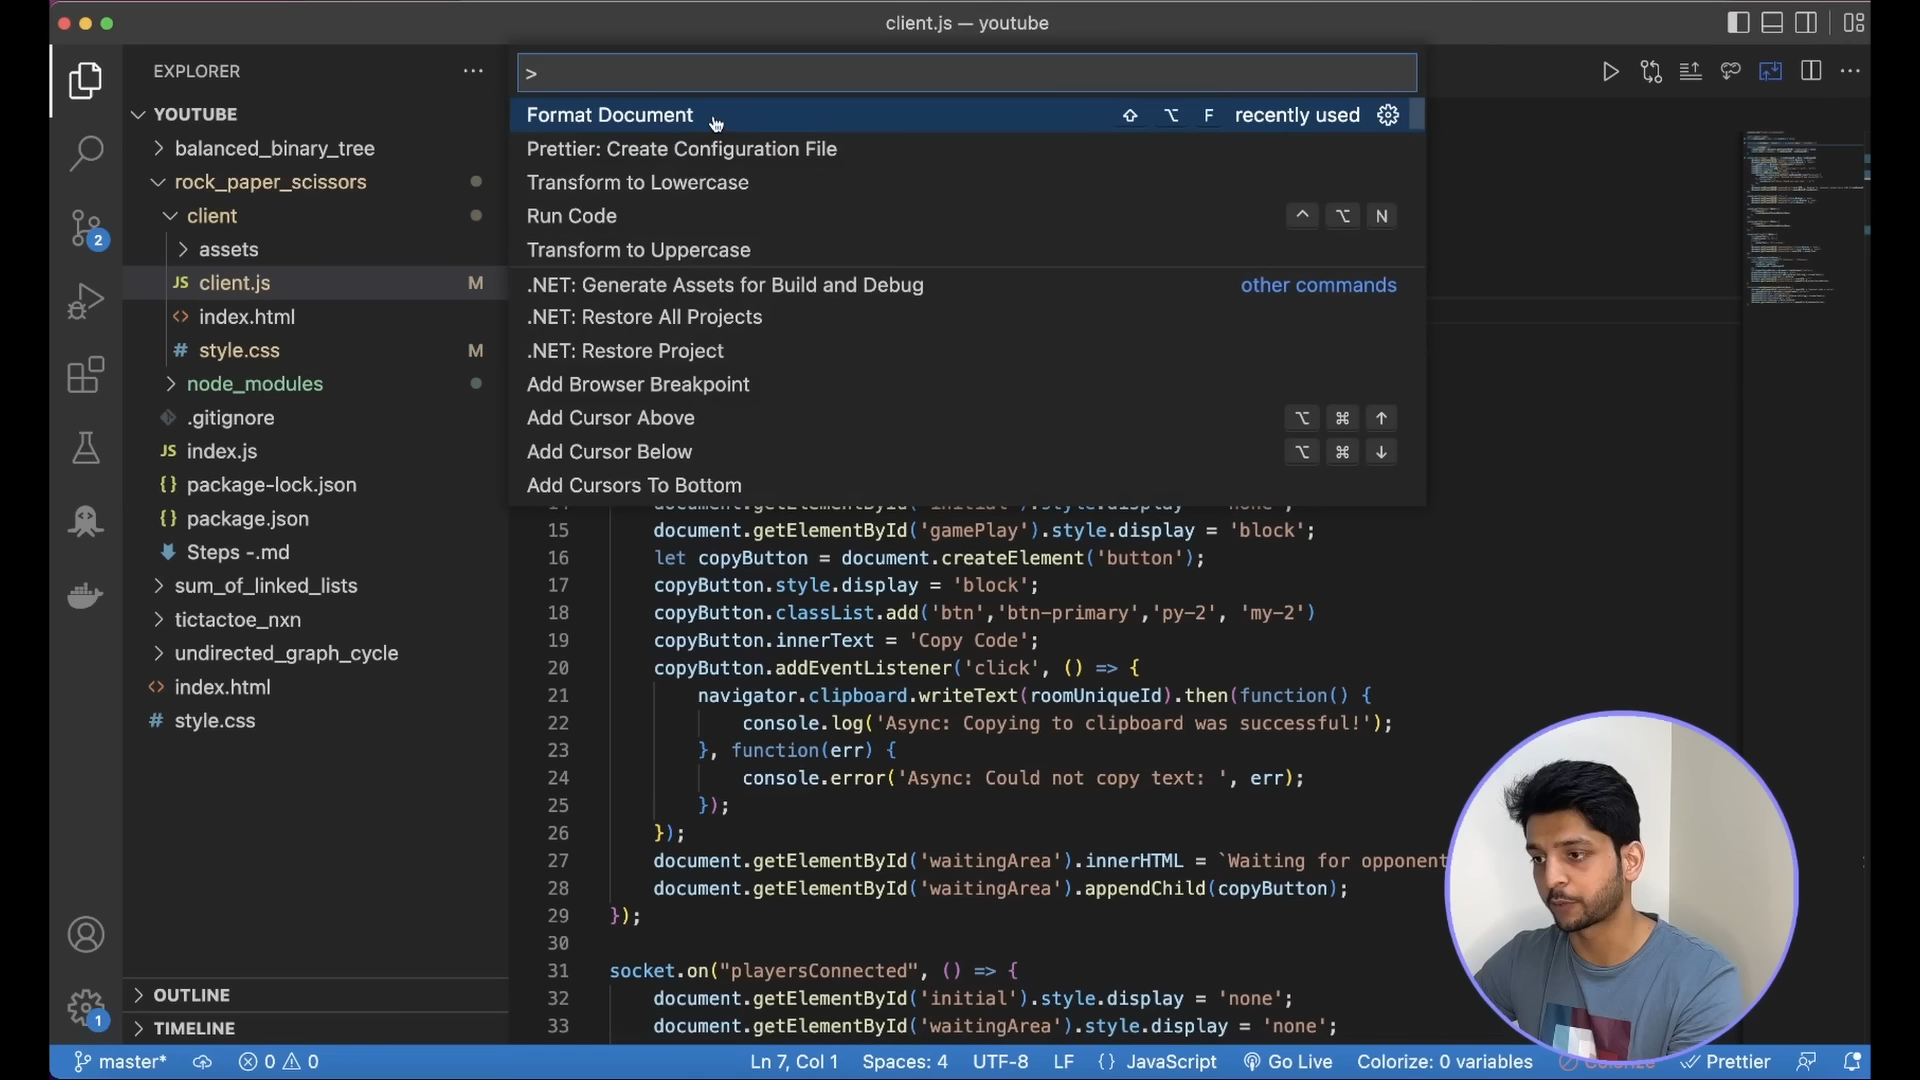 client.js — youtube
EXPLORER
YOUTUBE
balanced_binary_tree
rock_paper_scissors
client
assets
JS client.js M
<> index.html
# style.css M
node_modules
.gitignore
JS index.js
{} package-lock.json
{} package.json
Steps -.md
sum_of_linked_lists
tictactoe_nxn
undirected_graph_cycle
<> index.html
# style.css
OUTLINE
TIMELINE
2
1
>
Format Document ⇧ ⌥ F recently used
Prettier: Create Configuration File
Transform to Lowercase
Run Code ^ ⌥ N
Transform to Uppercase
.NET: Generate Assets for Build and Debug other commands
.NET: Restore All Projects
.NET: Restore Project
Add Browser Breakpoint
Add Cursor Above ⌥ ⌘ ↑
Add Cursor Below ⌥ ⌘ ↓
Add Cursors To Bottom
15 document.getElementById('gamePlay').style.display = 'block';
16 let copyButton = document.createElement('button');
17 copyButton.style.display = 'block';
18 copyButton.classList.add('btn','btn-primary','py-2', 'my-2')
19 copyButton.innerText = 'Copy Code';
20 copyButton.addEventListener('click', () => {
21 navigator.clipboard.writeText(roomUniqueId).then(function() {
22 console.log('Async: Copying to clipboard was successful!');
23 }, function(err) {
24 console.error('Async: Could not copy text: ', err);
25 });
26 });
27 document.getElementById('waitingArea').innerHTML = `Waiting for opponent
28 document.getElementById('waitingArea').appendChild(copyButton);
29 });
30
31 socket.on("playersConnected", () => {
32 document.getElementById('initial').style.display = 'none';
33 document.getElementById('waitingArea').style.display = 'none';
master* 0 0 Ln 7, Col 1 Spaces: 4 UTF-8 LF {} JavaScript Go Live Colorize: 0 variables Colorize Prettier